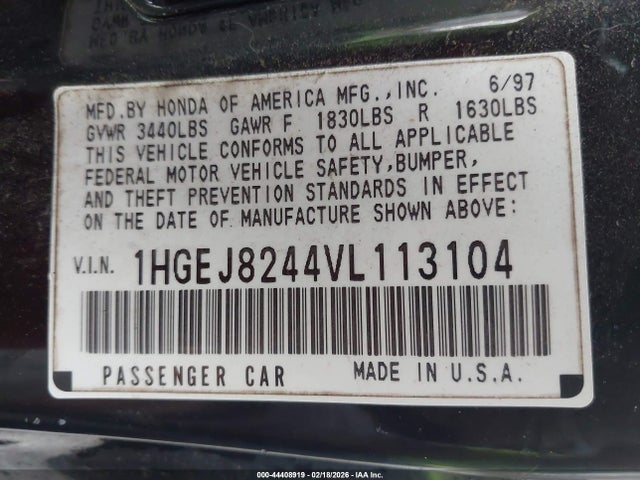 MFD.BY HONDA OF AMERICA MFG.,INC. 6/97
GVWR 3440LBS GAWR F 1830LBS R 1630LBS
THIS VEHICLE CONFORMS TO ALL APPLICABLE
FEDERAL MOTOR VEHICLE SAFETY,BUMPER,
AND THEFT PREVENTION STANDARDS IN EFFECT
ON THE DATE OF MANUFACTURE SHOWN ABOVE:
V.I.N. 1HGEJ8244VL113104
PASSENGER CAR MADE IN U.S.A.
000-44408919 - 02/18/2026 - IAA Inc.